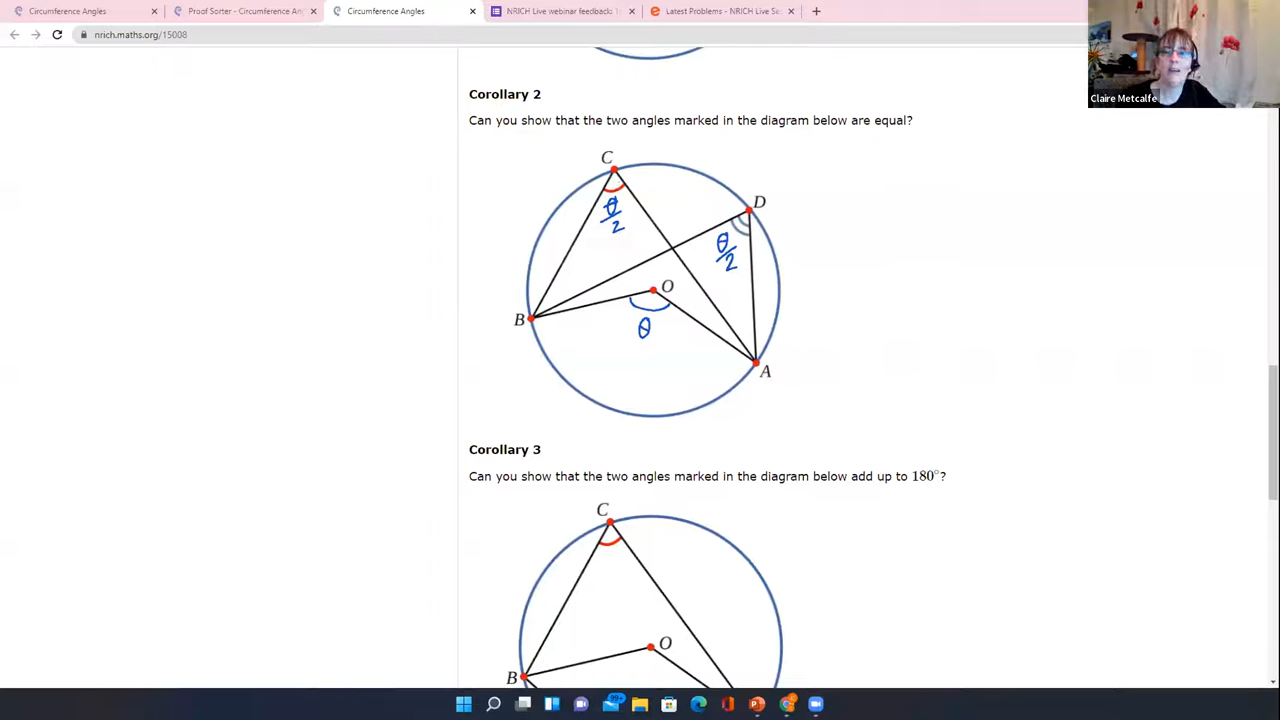 Circumference Angles
Proof Sorter - Circumference An
Circumference Angles
NRICH Live webinar feedback: 1
Latest Problems - NRICH Live Se
nrich.maths.org/15008
Claire Metcalfe
Corollary 2
Can you show that the two angles marked in the diagram below are equal?
C
D
θ/2
θ/2
O
B
θ
A
Corollary 3
Can you show that the two angles marked in the diagram below add up to 180°?
C
O
B
99+